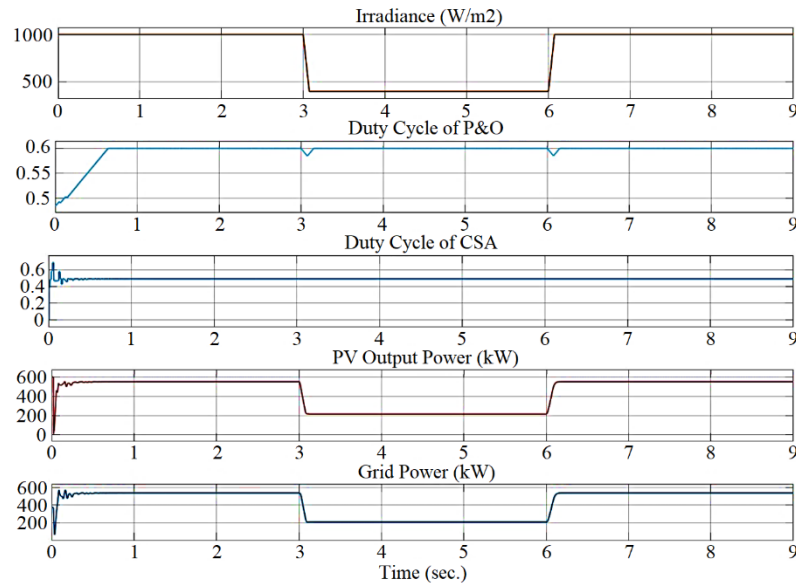 Irradiance (W/m2)
1000
500
0 1 2 3 4 5 6 7 8 9
Duty Cycle of P&O
0.6
0.55
0.5
0 1 2 3 4 5 6 7 8 9
Duty Cycle of CSA
0.6
0.4
0.2
0
0 1 2 3 4 5 6 7 8 9
PV Output Power (kW)
600
400
200
0
0 1 2 3 4 5 6 7 8 9
Grid Power (kW)
600
400
200
0 1 2 3 4 5 6 7 8 9
Time (sec.)